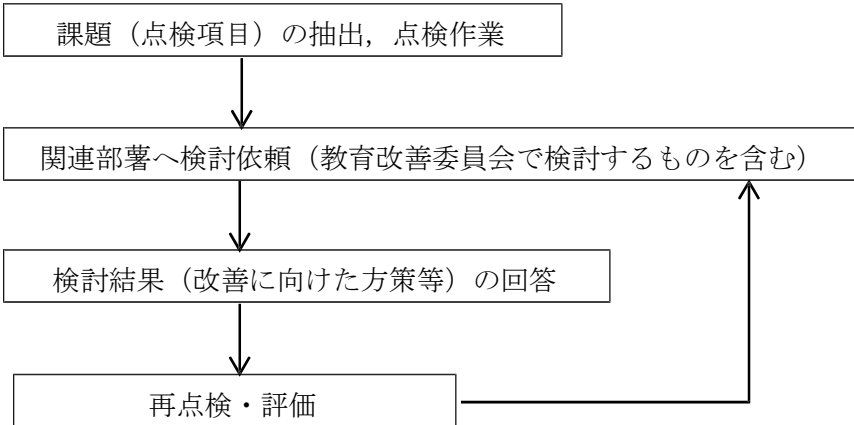 課題（点検項目）の抽出，点検作業
関連部署へ検討依頼（教育改善委員会で検討するものを含む）
検討結果（改善に向けた方策等）の回答
再点検・評価